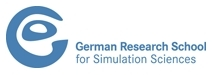 German Research School
for Simulation Sciences